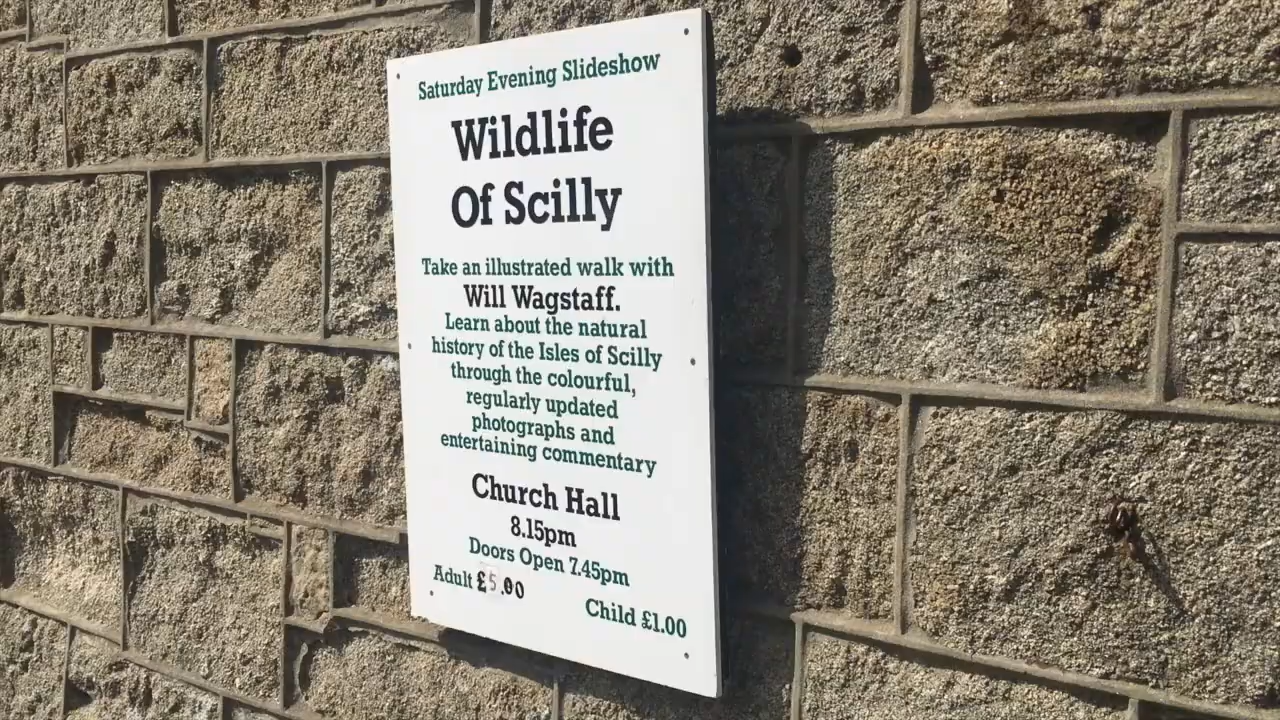 Saturday Evening Slideshow
Wildlife
Of Scilly
Take an illustrated walk with
Will Wagstaff.
Learn about the natural
history of the Isles of Scilly
through the colourful,
regularly updated
photographs and
entertaining commentary
Church Hall
8.15pm
Doors Open 7.45pm
Adult £5.00
Child £1.00